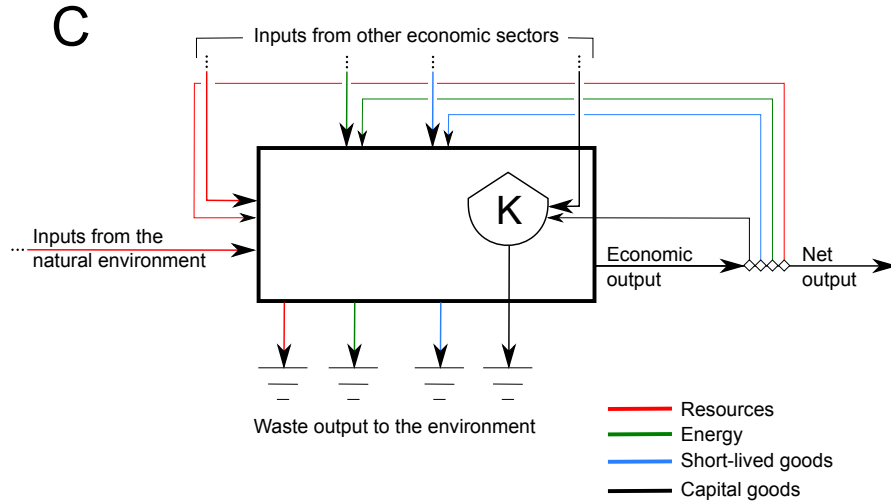 C
Inputs from other economic sectors
K
Inputs from the
natural environment
Economic
output
Net
output
Waste output to the environment
Resources
Energy
Short-lived goods
Capital goods